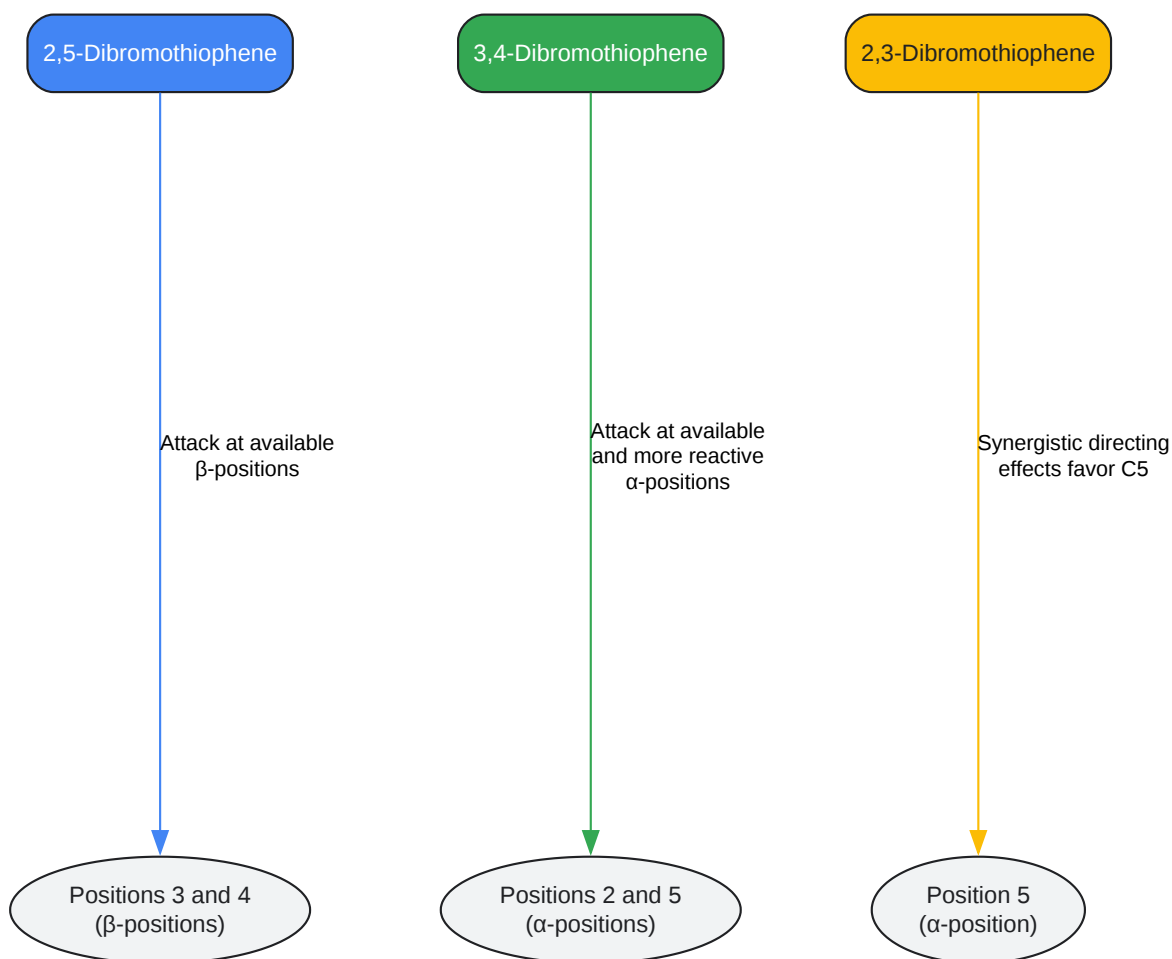 2,5-Dibromothiophene
3,4-Dibromothiophene
2,3-Dibromothiophene
Attack at available
β-positions
Attack at available
and more reactive
α-positions
Synergistic directing
effects favor C5
Positions 3 and 4
(β-positions)
Positions 2 and 5
(α-positions)
Position 5
(α-position)